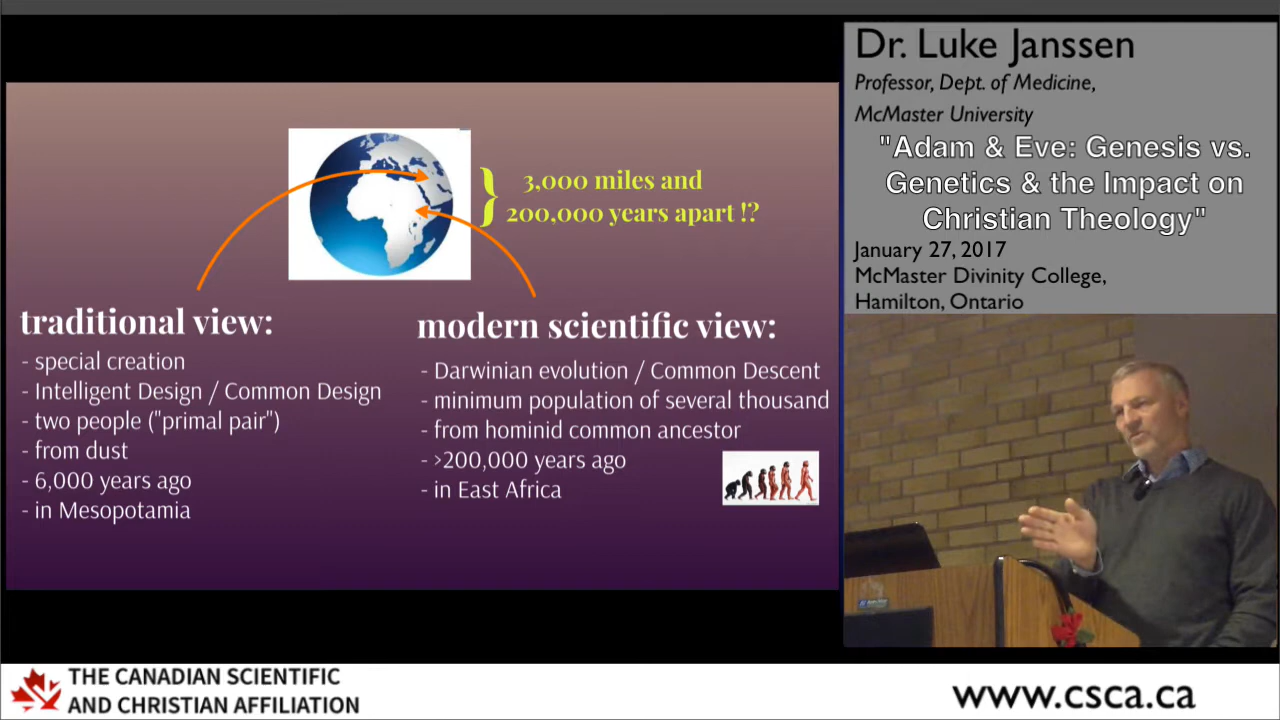 3,000 miles and
200,000 years apart !?
traditional view:
- special creation
- Intelligent Design / Common Design
- two people ("primal pair")
- from dust
- 6,000 years ago
- in Mesopotamia
modern scientific view:
- Darwinian evolution / Common Descent
- minimum population of several thousand
- from hominid common ancestor
- >200,000 years ago
- in East Africa
Dr. Luke Janssen
Professor, Dept. of Medicine,
McMaster University
"Adam & Eve: Genesis vs.
Genetics & the Impact on
Christian Theology"
January 27, 2017
McMaster Divinity College,
Hamilton, Ontario
THE CANADIAN SCIENTIFIC
AND CHRISTIAN AFFILIATION
www.csca.ca